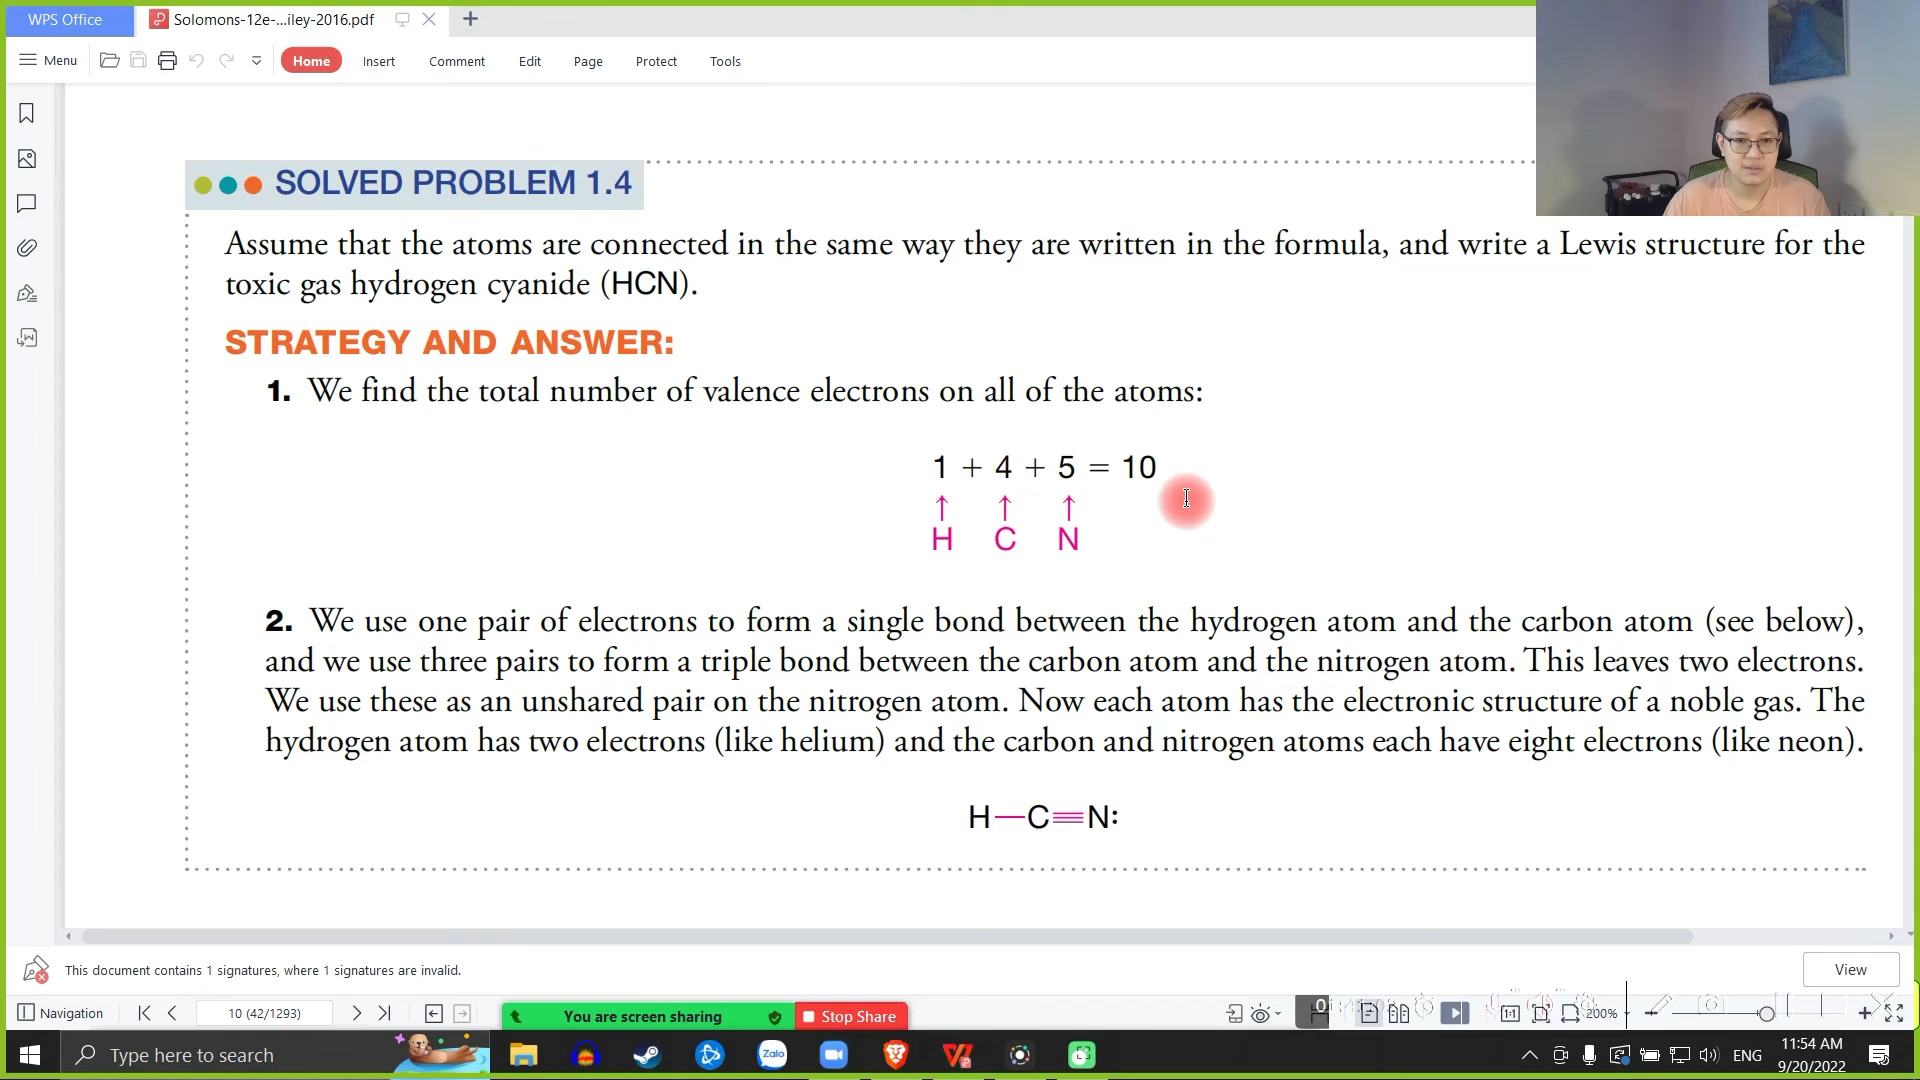 WPS Office
Solomons-12e-...iley-2016.pdf
Menu
Home
Insert
Comment
Edit
Page
Protect
Tools
SOLVED PROBLEM 1.4
Assume that the atoms are connected in the same way they are written in the formula, and write a Lewis structure for the
toxic gas hydrogen cyanide (HCN).
STRATEGY AND ANSWER:
1. We find the total number of valence electrons on all of the atoms:
1 + 4 + 5 = 10
↑ ↑ ↑
H C N
2. We use one pair of electrons to form a single bond between the hydrogen atom and the carbon atom (see below),
and we use three pairs to form a triple bond between the carbon atom and the nitrogen atom. This leaves two electrons.
We use these as an unshared pair on the nitrogen atom. Now each atom has the electronic structure of a noble gas. The
hydrogen atom has two electrons (like helium) and the carbon and nitrogen atoms each have eight electrons (like neon).
H—C≡N:
This document contains 1 signatures, where 1 signatures are invalid.
View
Navigation
10 (42/1293)
You are screen sharing
Stop Share
200%
Type here to search
Zalo
ENG
11:54 AM
9/20/2022